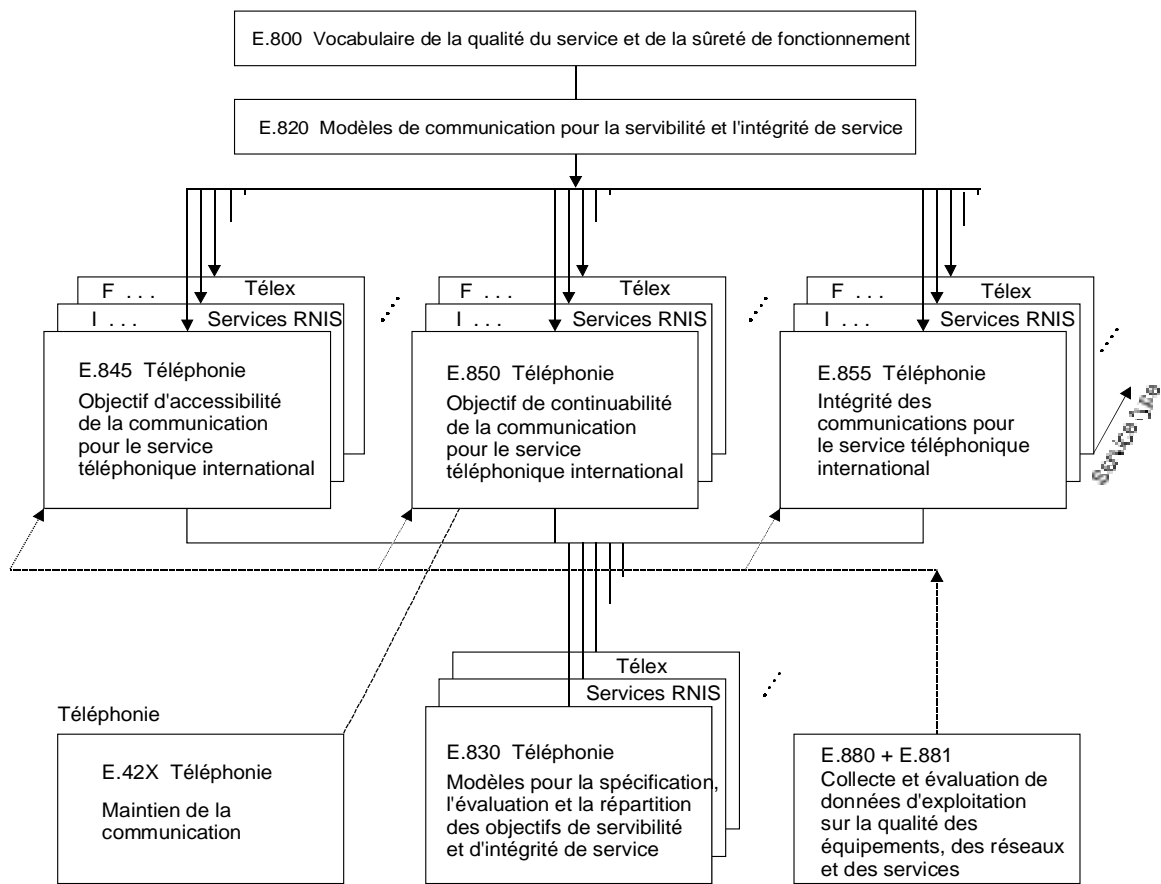 E.800 Vocabulaire de la qualité du service et de la sûreté de fonctionnement
E.820 Modèles de communication pour la servibilité et l'intégrité de service
F . . . Télex
I . . . Services RNIS
E.845 Téléphonie
Objectif d'accessibilité
de la communication
pour le service
téléphonique international
F . . . Télex
I . . . Services RNIS
E.850 Téléphonie
Objectif de continuabilité
de la communication
pour le service
téléphonique international
F . . . Télex
I . . . Services RNIS
E.855 Téléphonie
Intégrité des
communications pour
le service téléphonique
international
Service
Téléphonie
E.42X Téléphonie
Maintien de la
communication
Télex
Services RNIS
E.830 Téléphonie
Modèles pour la spécification,
l'évaluation et la répartition
des objectifs de servibilité
et d'intégrité de service
E.880 + E.881
Collecte et évaluation de
données d'exploitation
sur la qualité des
équipements, des réseaux
et des services